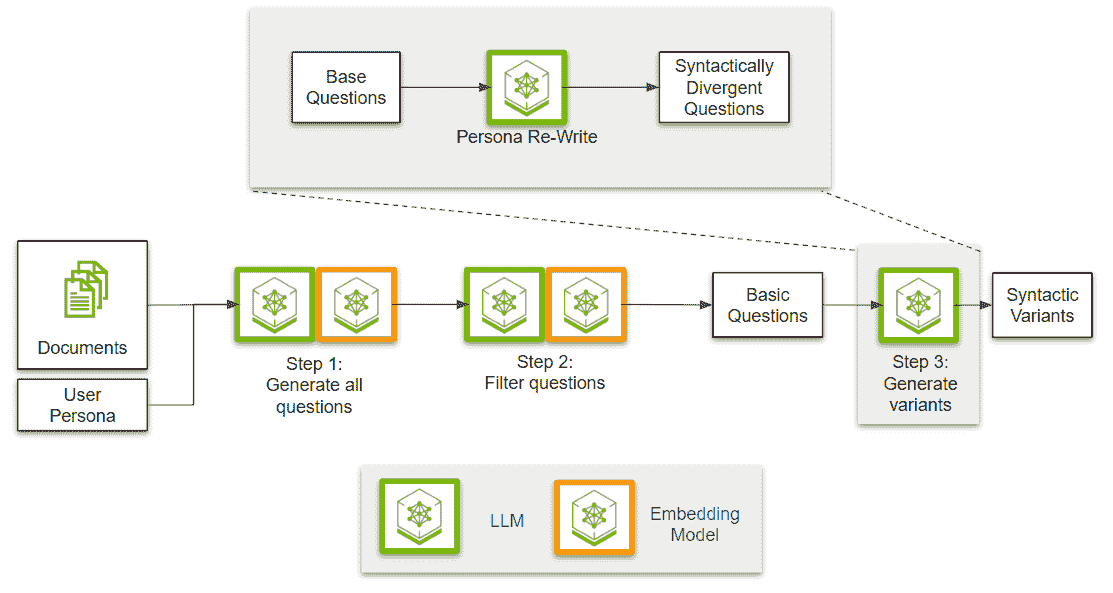 Base
Questions
Persona Re-Write
Syntactically
Divergent
Questions
Documents
User
Persona
Step 1:
Generate all
questions
Step 2:
Filter questions
Basic
Questions
Step 3:
Generate
variants
Syntactic
Variants
LLM
Embedding
Model